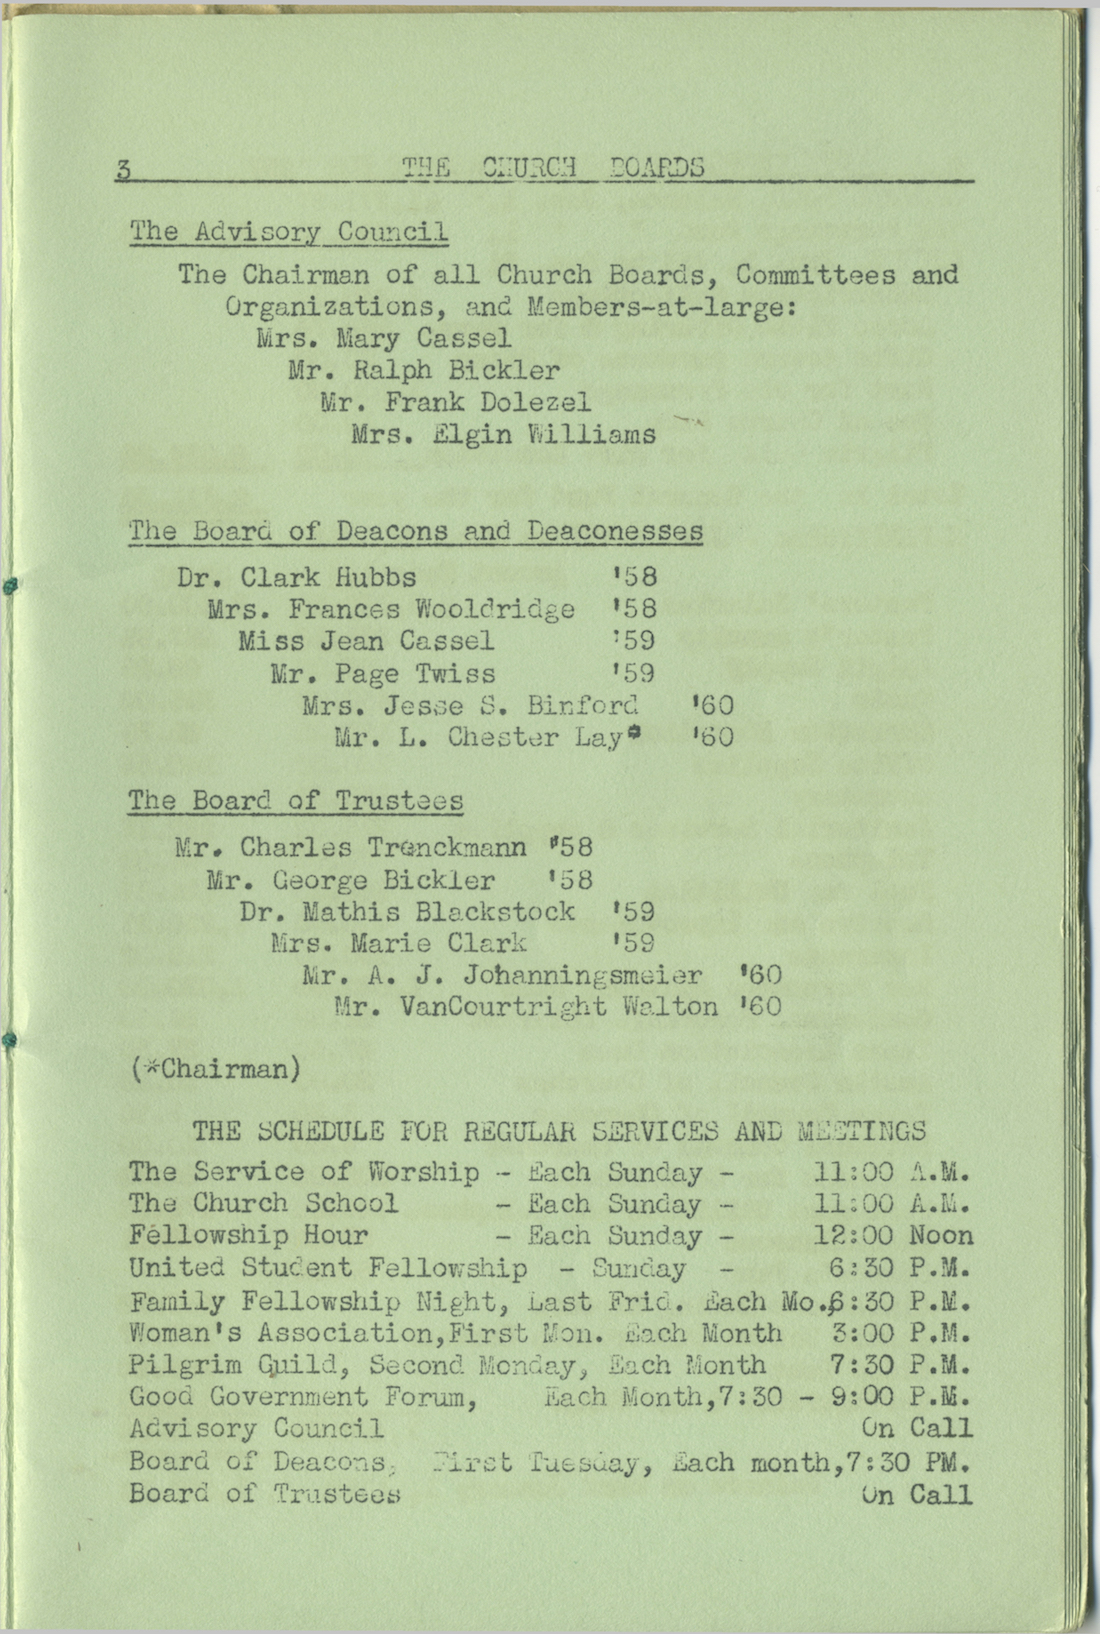 3 THE CHURCH BOARDS
The Advisory Council
The Chairman of all Church Boards, Committees and
Organizations, and Members-at-large:
Mrs. Mary Cassel
Mr. Ralph Bickler
Mr. Frank Dolezel
Mrs. Elgin Williams
The Board of Deacons and Deaconesses
Dr. Clark Hubbs '58
Mrs. Frances Wooldridge '58
Miss Jean Cassel '59
Mr. Page Twiss '59
Mrs. Jesse S. Binford '60
Mr. L. Chester Lay* '60
The Board of Trustees
Mr. Charles Trenckmann *58
Mr. George Bickler '58
Dr. Mathis Blackstock '59
Mrs. Marie Clark '59
Mr. A. J. Johanningsmeier '60
Mr. VanCourtright Walton '60
(*Chairman)
THE SCHEDULE FOR REGULAR SERVICES AND MEETINGS
The Service of Worship - Each Sunday - 11:00 A.M.
The Church School - Each Sunday - 11:00 A.M.
Fellowship Hour - Each Sunday - 12:00 Noon
United Student Fellowship - Sunday - 6:30 P.M.
Family Fellowship Night, Last Frid. Each Mo.6:30 P.M.
Woman's Association,First Mon. Each Month 3:00 P.M.
Pilgrim Guild, Second Monday, Each Month 7:30 P.M.
Good Government Forum, Each Month,7:30 - 9:00 P.M.
Advisory Council On Call
Board of Deacons, First Tuesday, Each month,7:30 PM.
Board of Trustees On Call